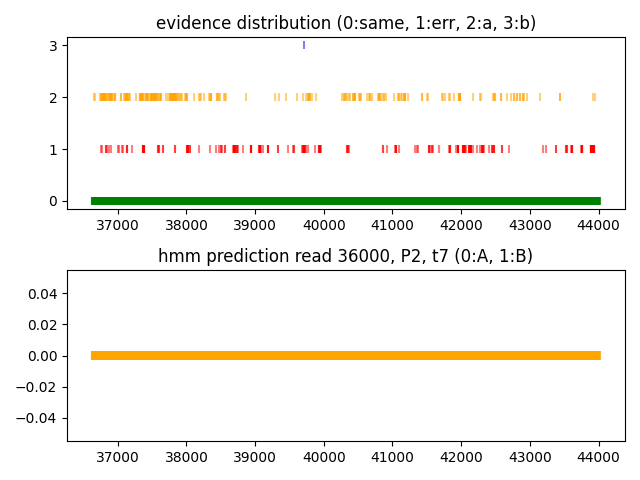 evidence distribution (0:same, 1:err, 2:a, 3:b)
3
2
1
0
37000 38000 39000 40000 41000 42000 43000 44000
hmm prediction read 36000, P2, t7 (0:A, 1:B)
0.04
0.02
0.00
−0.02
−0.04
37000 38000 39000 40000 41000 42000 43000 44000